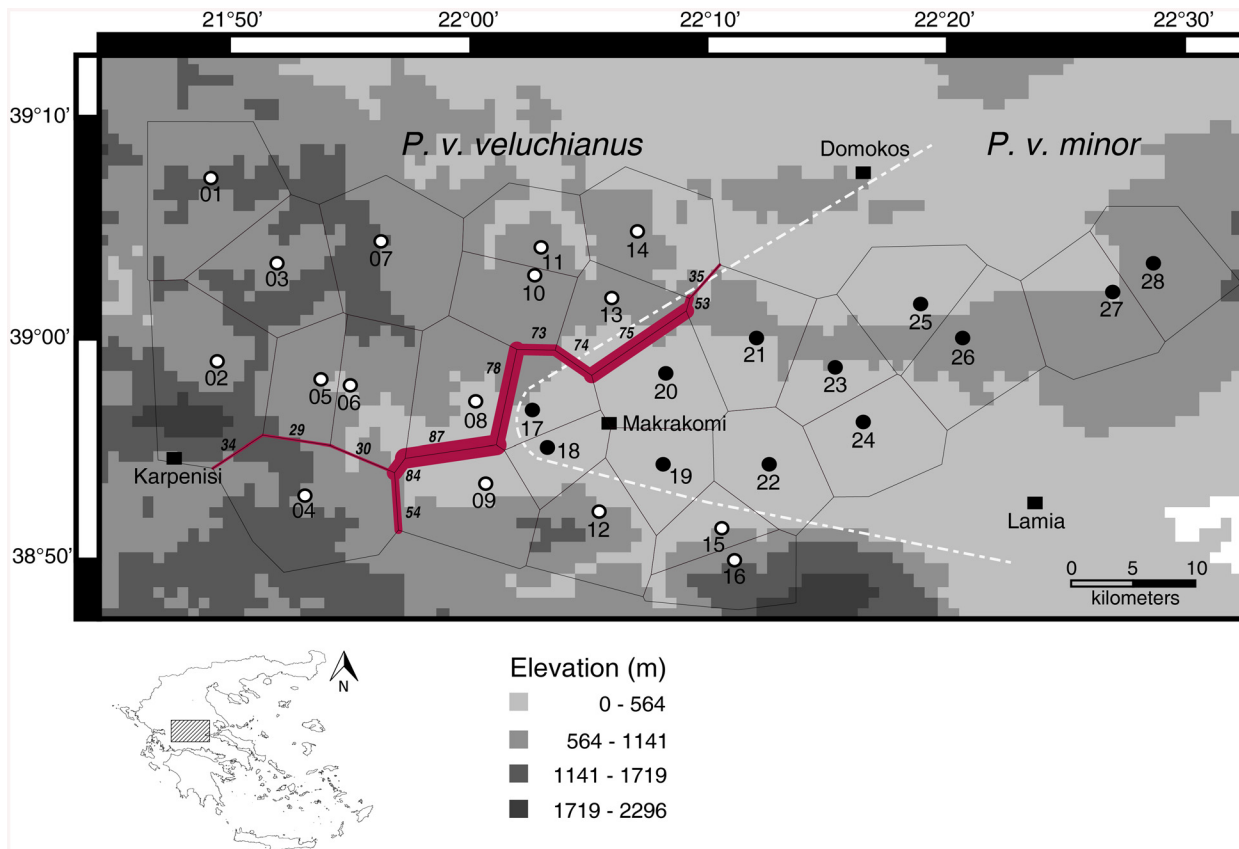 21°50’ 22°00’ 22°10’ 22°20’ 22°30’
39°10’
39°00’
38°50’
P. v. veluchianus
P. v. minor
Domokos
01
14
11
07
10
03
35
28
13
53
27
25
73
75
74
21
26
02
78
23
05
06
20
08
17
Makrakomi
24
34
29
87
18
30
Karpenisi
84
19
22
09
04
54
12
15
Lamia
16
0 5 10
kilometers
N
Elevation (m)
0 - 564
564 - 1141
1141 - 1719
1719 - 2296